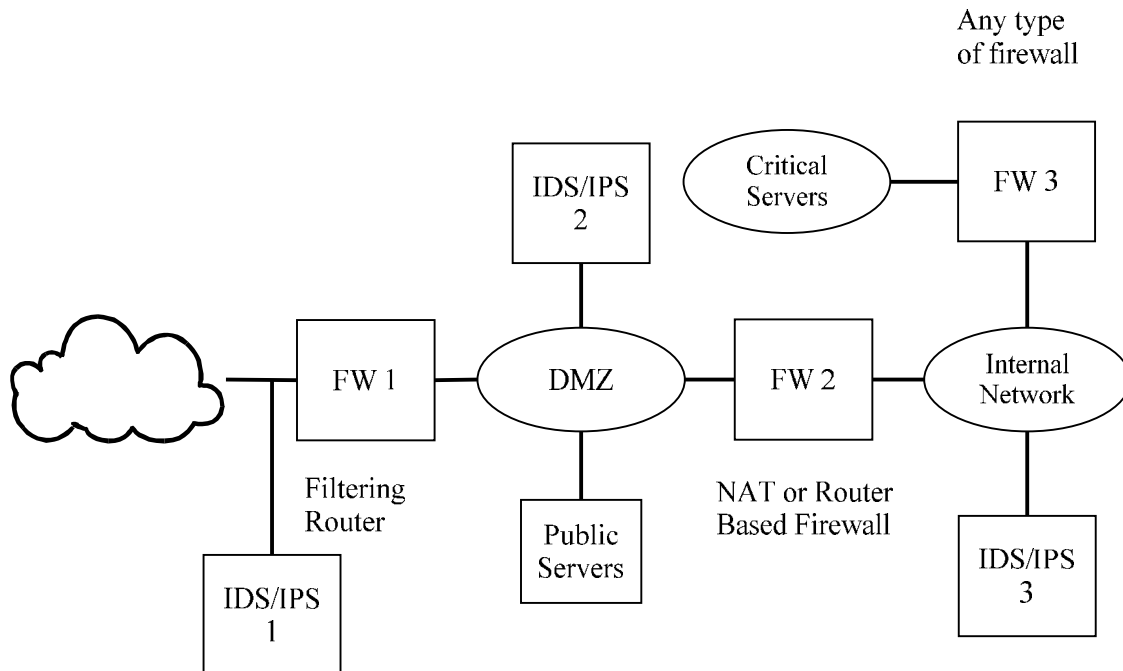 Any type
of firewall
IDS/IPS
2
Critical
Servers
FW 3
FW 1
DMZ
FW 2
Internal
Network
Filtering
Router
NAT or Router
Based Firewall
Public
Servers
IDS/IPS
1
IDS/IPS
3